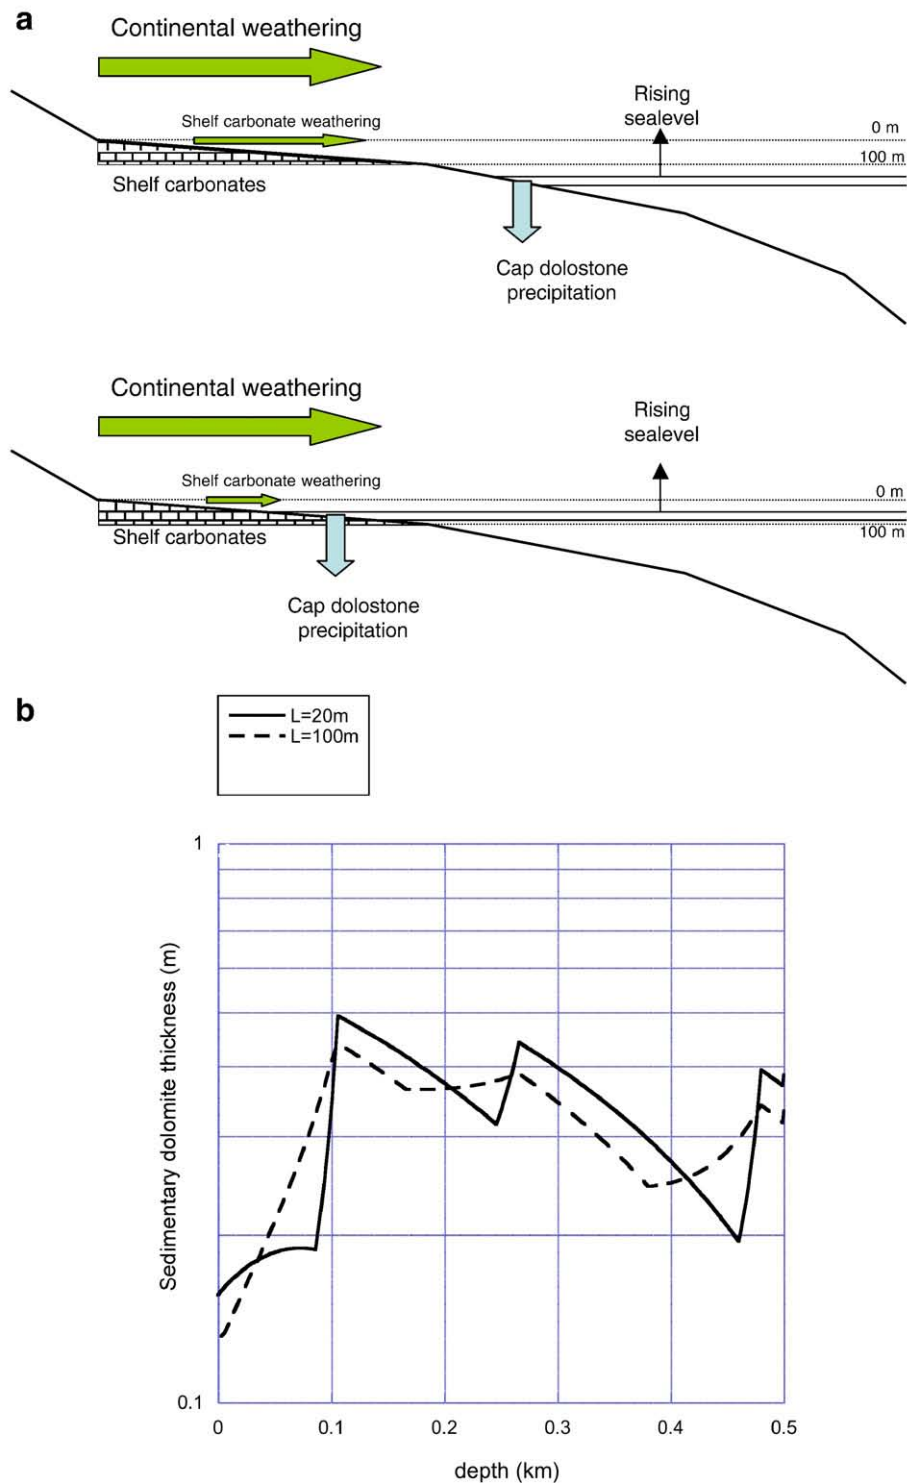 a
Continental weathering
Shelf carbonate weathering
Rising
sealevel
0 m
100 m
Shelf carbonates
Cap dolostone
precipitation
Continental weathering
Shelf carbonate weathering
Rising
sealevel
0 m
100 m
Shelf carbonates
Cap dolostone
precipitation
b
L=20m
L=100m
1
Sedimentary dolomite thickness (m)
0.1
0 0.1 0.2 0.3 0.4 0.5
depth (km)